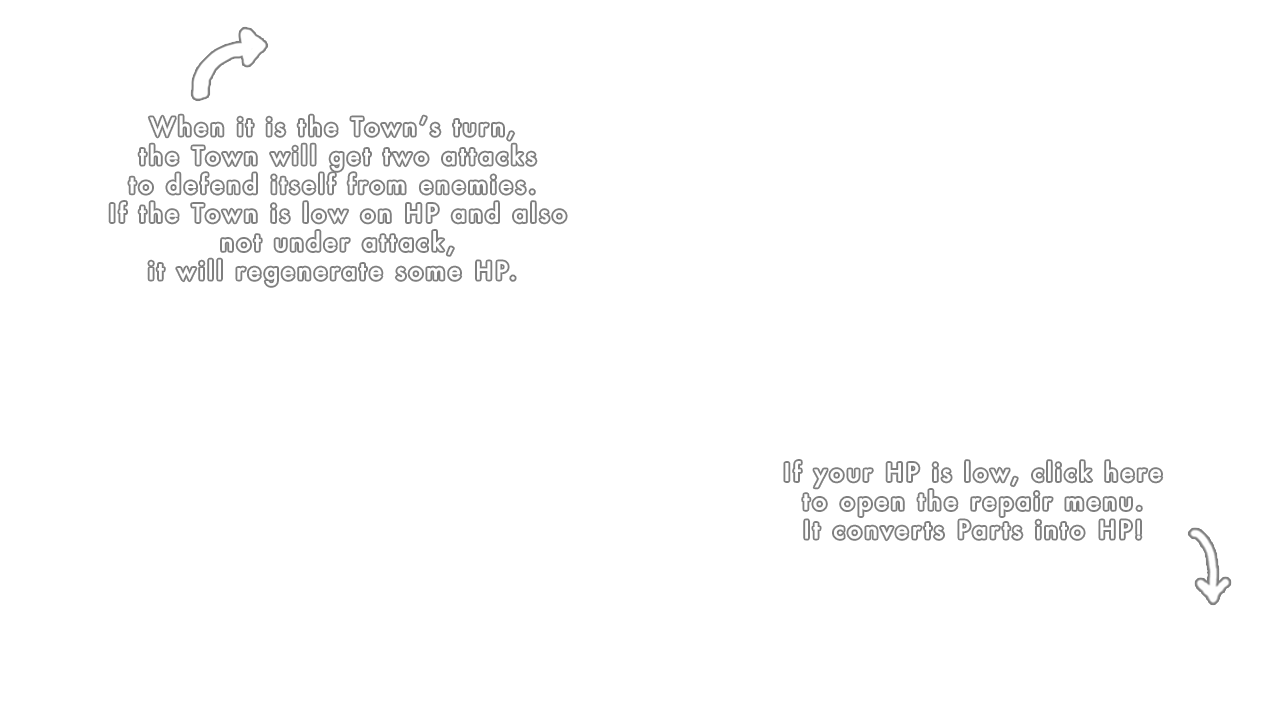 When it is the Town's turn,
the Town will get two attacks
to defend itself from enemies.
If the Town is low on HP and also
not under attack,
it will regenerate some HP.
If your HP is low, click here
to open the repair menu.
It converts Parts into HP!